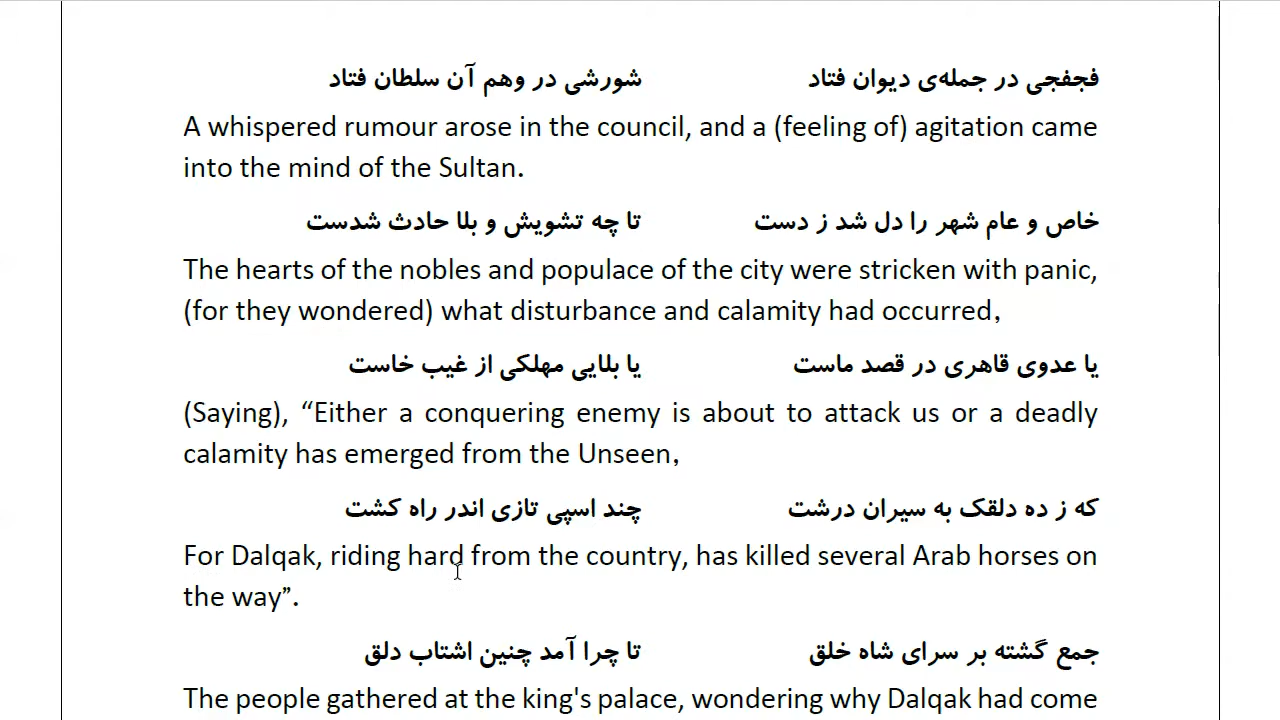 فجفجی در جمله‌ی دیوان فتاد شورشی در وهم آن سلطان فتاد
A whispered rumour arose in the council, and a (feeling of) agitation came
into the mind of the Sultan.
خاص و عام شهر را دل شد ز دست تا چه تشویش و بلا حادث شدست
The hearts of the nobles and populace of the city were stricken with panic,
(for they wondered) what disturbance and calamity had occurred,
یا عدوی قاهری در قصد ماست یا بلایی مهلکی از غیب خاست
(Saying), “Either a conquering enemy is about to attack us or a deadly
calamity has emerged from the Unseen,
که ز ده دلقک به سیران درشت چند اسپی تازی اندر راه کشت
For Dalqak, riding hard from the country, has killed several Arab horses on
the way”.
جمع گشته بر سرای شاه خلق تا چرا آمد چنین اشتاب دلق
The people gathered at the king's palace, wondering why Dalqak had come